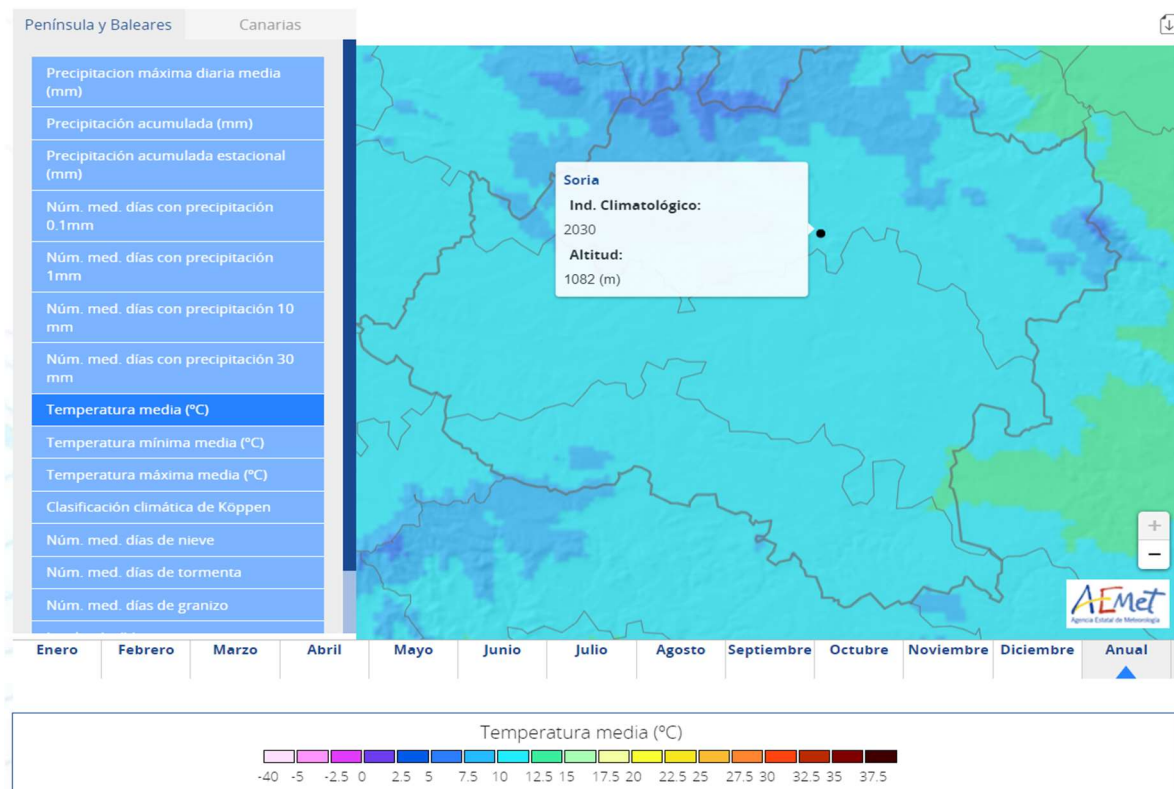 Península y Baleares
Canarias
Precipitacion máxima diaria media
(mm)
Precipitación acumulada (mm)
Precipitación acumulada estacional
(mm)
Núm. med. días con precipitación
0.1mm
Núm. med. días con precipitación
1mm
Núm. med. días con precipitación 10
mm
Núm. med. días con precipitación 30
mm
Temperatura media (ºC)
Temperatura mínima media (ºC)
Temperatura máxima media (ºC)
Clasificación climática de Köppen
Núm. med. días de nieve
Núm. med. días de tormenta
Núm. med. días de granizo
Soria
Ind. Climatológico:
2030
Altitud:
1082 (m)
+
−
AEMet
Agencia Estatal de Meteorología
Enero Febrero Marzo Abril Mayo Junio Julio Agosto Septiembre Octubre Noviembre Diciembre Anual
Temperatura media (ºC)
-40 -5 -2.5 0 2.5 5 7.5 10 12.5 15 17.5 20 22.5 25 27.5 30 32.5 35 37.5